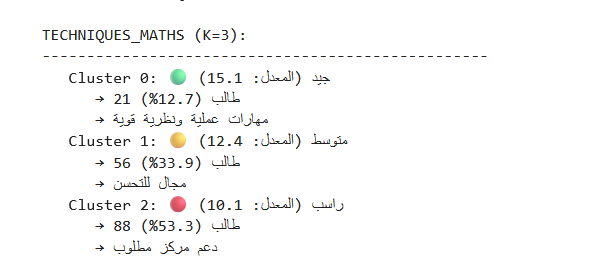 TECHNIQUES_MATHS (K=3):
--------------------------------------------------
Cluster 0: 🟢 جيد (المعدل: 15.1)
→ 21 طالب (12.7%)
→ مهارات عملية ونظرية قوية
Cluster 1: 🟡 متوسط (المعدل: 12.4)
→ 56 طالب (33.9%)
→ مجال للتحسن
Cluster 2: 🔴 راسب (المعدل: 10.1)
→ 88 طالب (53.3%)
→ دعم مركز مطلوب